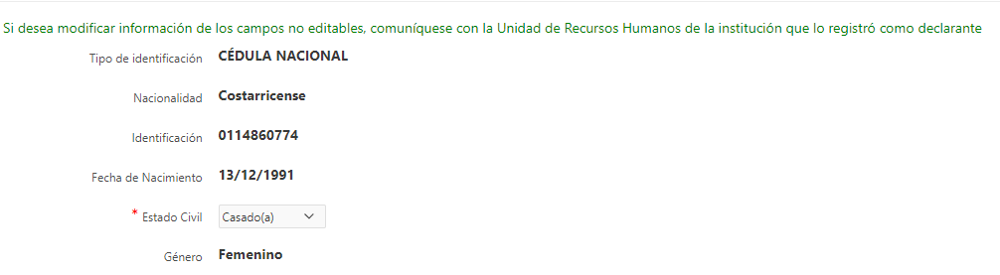 Si desea modificar información de los campos no editables, comuníquese con la Unidad de Recursos Humanos de la institución que lo registró como declarante
Tipo de identificación CÉDULA NACIONAL
Nacionalidad Costarricense
Identificación 0114860774
Fecha de Nacimiento 13/12/1991
* Estado Civil Casado(a)
Género Femenino